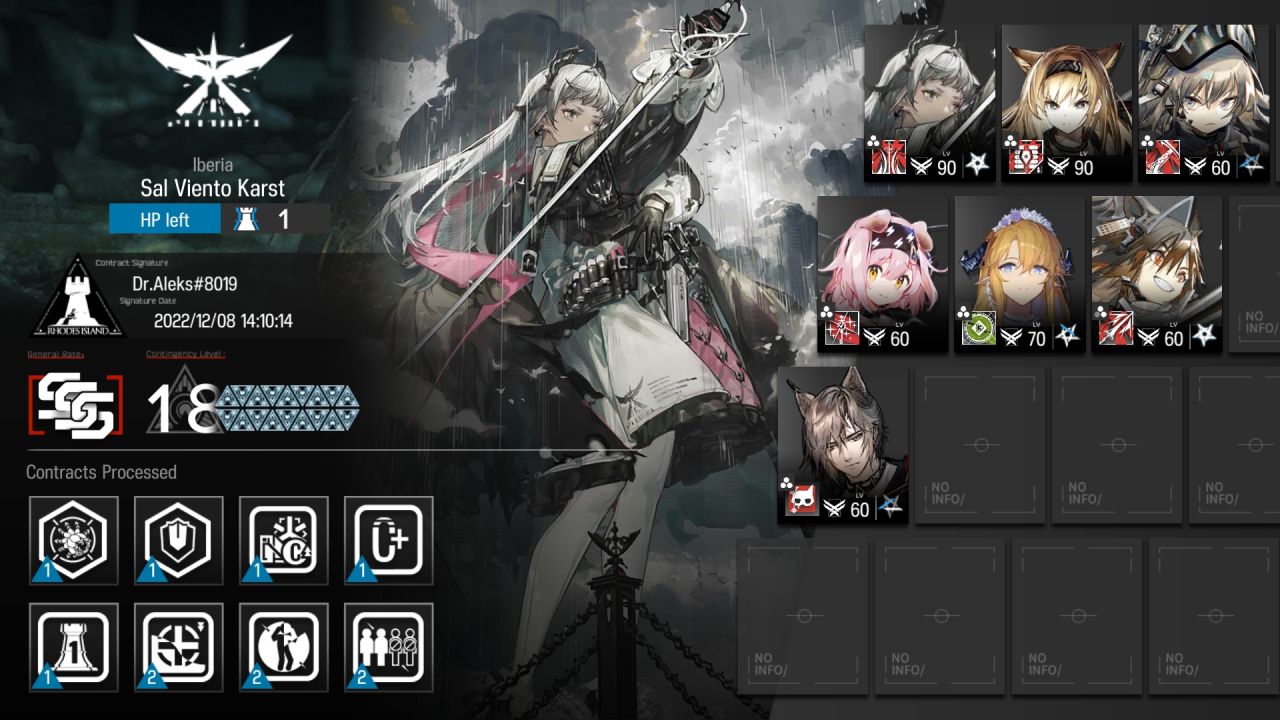 Iberia
Sal Viento Karst
HP left 1
Contract Signature
Dr.Aleks#8019
Signature Date
2022/12/08 14:10:14
RHODES ISLAND
General Rate:
Contingency Level :
SSS
18
Contracts Processed
1
1
1
1
1
1
2
2
2
LV
90
LV
90
LV
60
LV
60
LV
70
LV
60
NO
INFO/
LV
60
NO
INFO/
NO
INFO/
NO
INFO/
NO
INFO/
NO
INFO/
NO
INFO/
NO
INFO/